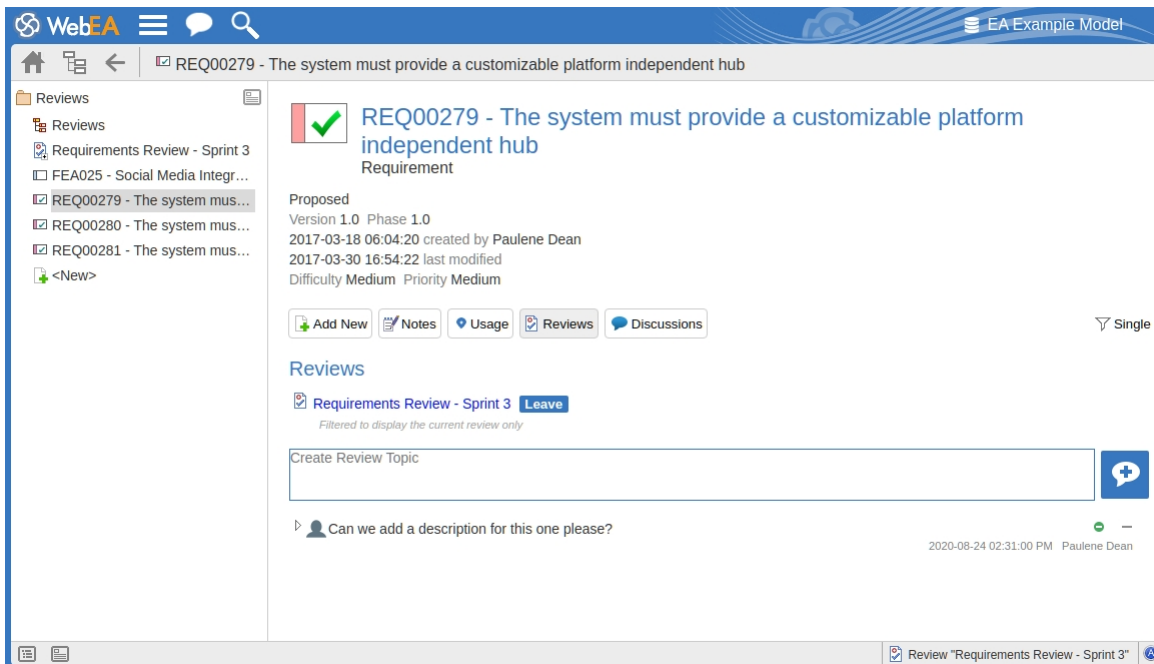 WebEA
EA Example Model
REQ00279 - The system must provide a customizable platform independent hub
Reviews
Reviews
Requirements Review - Sprint 3
FEA025 - Social Media Integr...
REQ00279 - The system mus...
REQ00280 - The system mus...
REQ00281 - The system mus...
<New>
REQ00279 - The system must provide a customizable platform
independent hub
Requirement
Proposed
Version 1.0 Phase 1.0
2017-03-18 06:04:20 created by Paulene Dean
2017-03-30 16:54:22 last modified
Difficulty Medium Priority Medium
Add New Notes Usage Reviews Discussions Single
Reviews
Requirements Review - Sprint 3 Leave
Filtered to display the current review only
Create Review Topic
Can we add a description for this one please?
2020-08-24 02:31:00 PM Paulene Dean
Review "Requirements Review - Sprint 3"